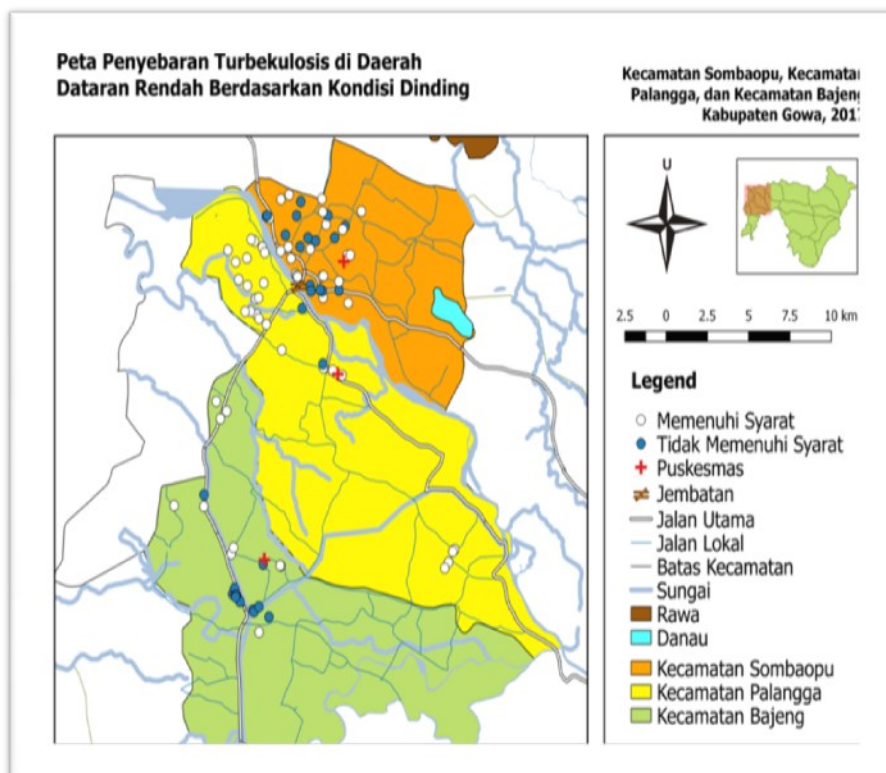 Peta Penyebaran Turbekulosis di Daerah
Dataran Rendah Berdasarkan Kondisi Dinding
Kecamatan Sombaopu, Kecamatan
Palangga, dan Kecamatan Bajeng
Kabupaten Gowa, 201
U
2.5 0 2.5 5 7.5 10 km
Legend
Memenuhi Syarat
Tidak Memenuhi Syarat
Puskesmas
Jembatan
Jalan Utama
Jalan Lokal
Batas Kecamatan
Sungai
Rawa
Danau
Kecamatan Sombaopu
Kecamatan Palangga
Kecamatan Bajeng